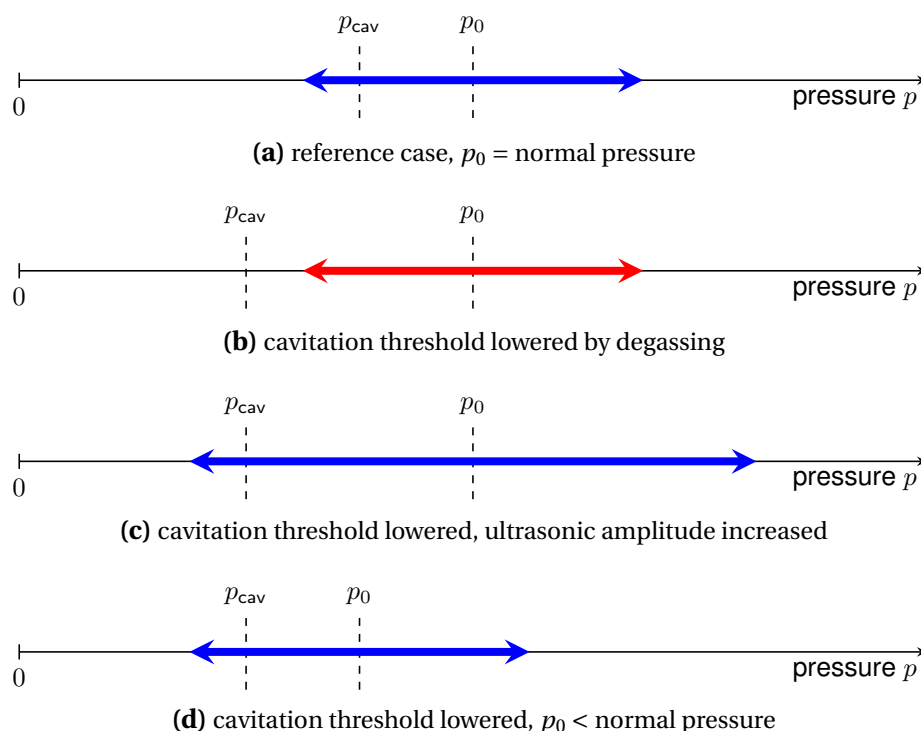 p_cav p_0
0 pressure p
(a) reference case, p_0 = normal pressure
p_cav p_0
0 pressure p
(b) cavitation threshold lowered by degassing
p_cav p_0
0 pressure p
(c) cavitation threshold lowered, ultrasonic amplitude increased
p_cav p_0
0 pressure p
(d) cavitation threshold lowered, p_0 < normal pressure